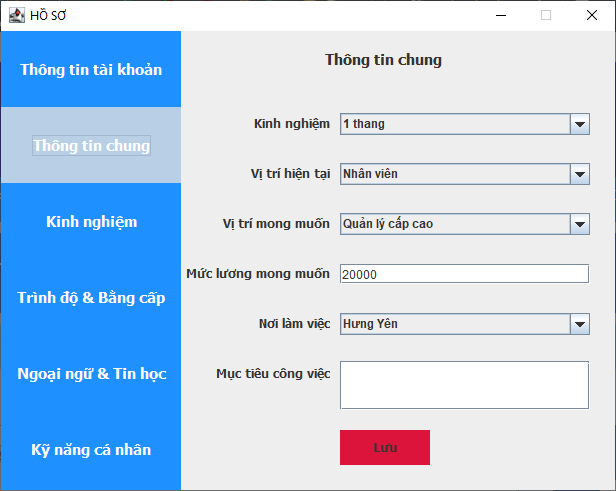 HỒ SƠ
Thông tin tài khoản
Thông tin chung
Kinh nghiệm
Trình độ & Bằng cấp
Ngoại ngữ & Tin học
Kỹ năng cá nhân
Thông tin chung
Kinh nghiệm 1 thang
Vị trí hiện tại Nhân viên
Vị trí mong muốn Quản lý cấp cao
Mức lương mong muốn 20000
Nơi làm việc Hưng Yên
Mục tiêu công việc
Lưu